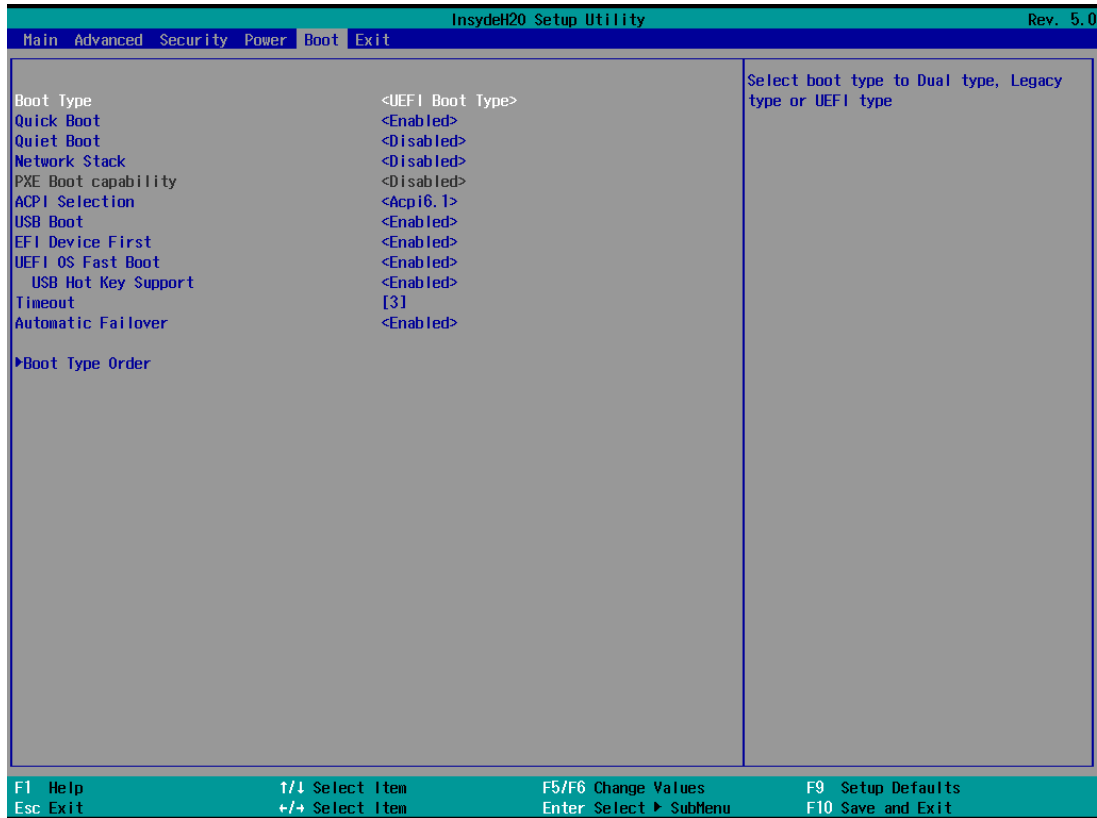 InsydeH20 Setup Utility Rev. 5.0
Main Advanced Security Power Boot Exit
Select boot type to Dual type, Legacy
Boot Type <UEFI Boot Type> type or UEFI type
Quick Boot <Enabled>
Quiet Boot <Disabled>
Network Stack <Disabled>
PXE Boot capability <Disabled>
ACPI Selection <Acpi6.1>
USB Boot <Enabled>
EFI Device First <Enabled>
UEFI OS Fast Boot <Enabled>
USB Hot Key Support <Enabled>
Timeout [3]
Automatic Failover <Enabled>
▶Boot Type Order
F1 Help ↑/↓ Select Item F5/F6 Change Values F9 Setup Defaults
Esc Exit ←/→ Select Item Enter Select ▶ SubMenu F10 Save and Exit